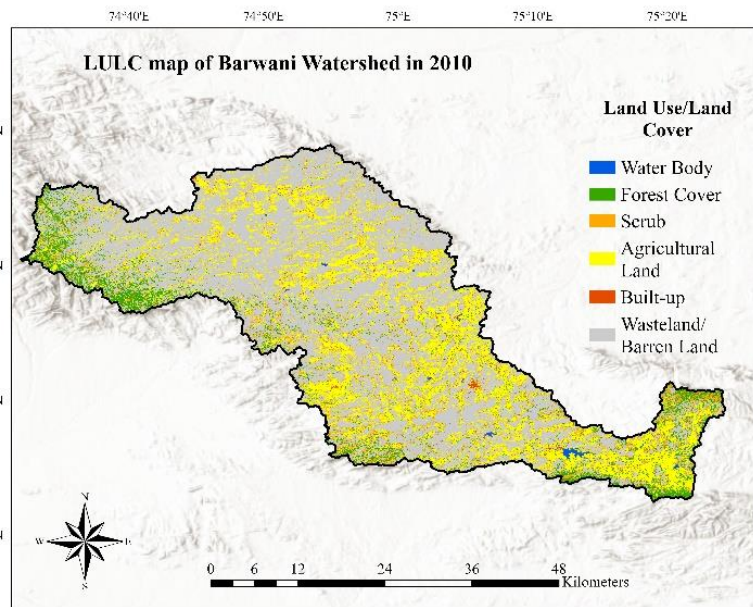 74°40'E 74°50'E 75°E 75°10'E 75°20'E
LULC map of Barwani Watershed in 2010
Land Use/Land
Cover
Water Body
Forest Cover
Scrub
Agricultural
Land
Built-up
Wasteland/
Barren Land
N
N
N
N
N
W E
S
0 3 6 12 24 36 48
Kilometers